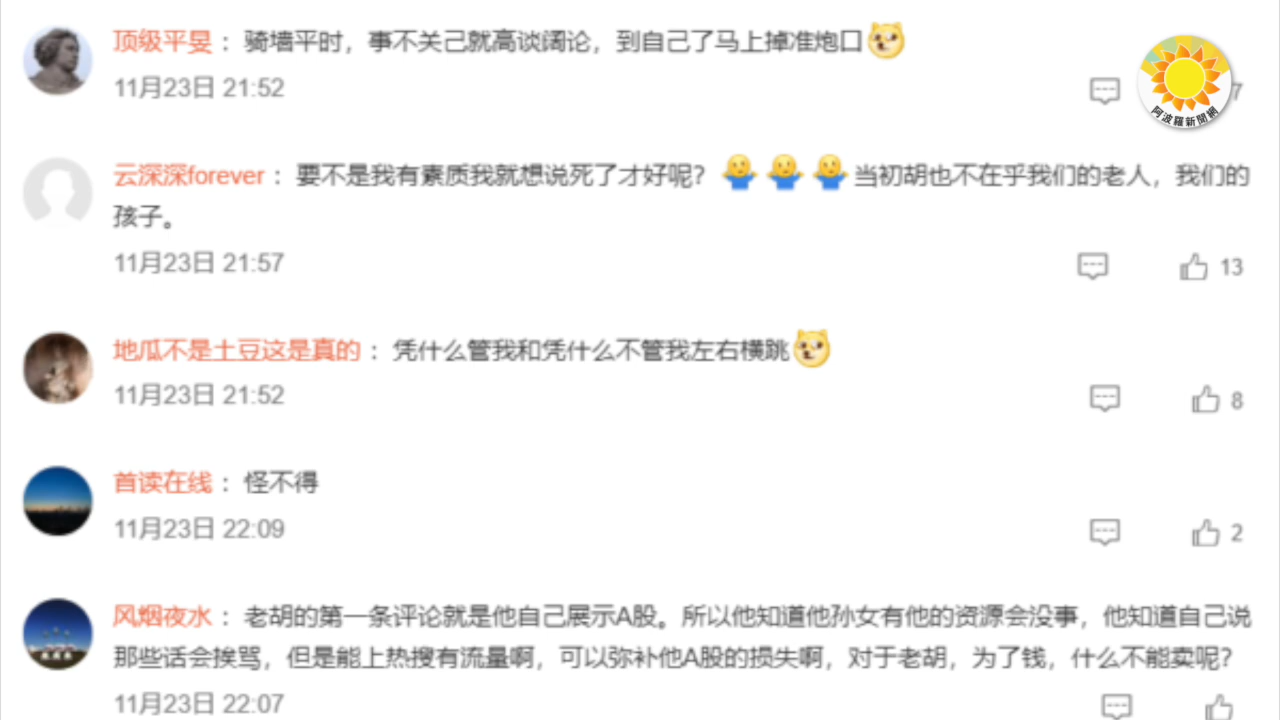 顶级平旻：骑墙平时，事不关己就高谈阔论，到自己了马上掉准炮口
11月23日 21:52
7
阿波羅新聞網
云深深forever：要不是我有素质我就想说死了才好呢？当初胡也不在乎我们的老人，我们的
孩子。
11月23日 21:57
13
地瓜不是土豆这是真的：凭什么管我和凭什么不管我左右横跳
11月23日 21:52
8
首读在线：怪不得
11月23日 22:09
2
风烟夜水：老胡的第一条评论就是他自己展示A股。所以他知道他孙女有他的资源会没事，他知道自己说
那些话会挨骂，但是能上热搜有流量啊，可以弥补他A股的损失啊，对于老胡，为了钱，什么不能卖呢？
11月23日 22:07